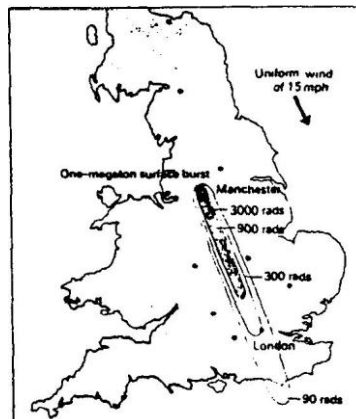 Uniform wind
of 15 mph
One-megaton surface burst
Manchester
3000 rads
900 rads
300 rads
London
90 rads